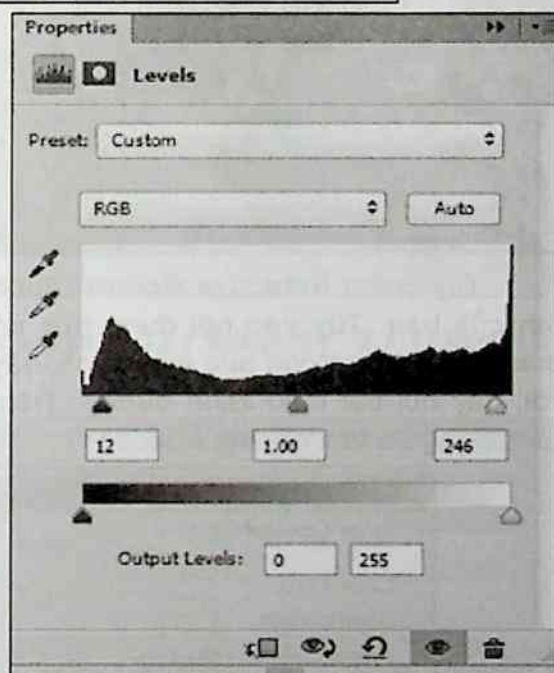 Properties
Levels
Preset: Custom
RGB Auto
12 1.00 246
Output Levels: 0 255